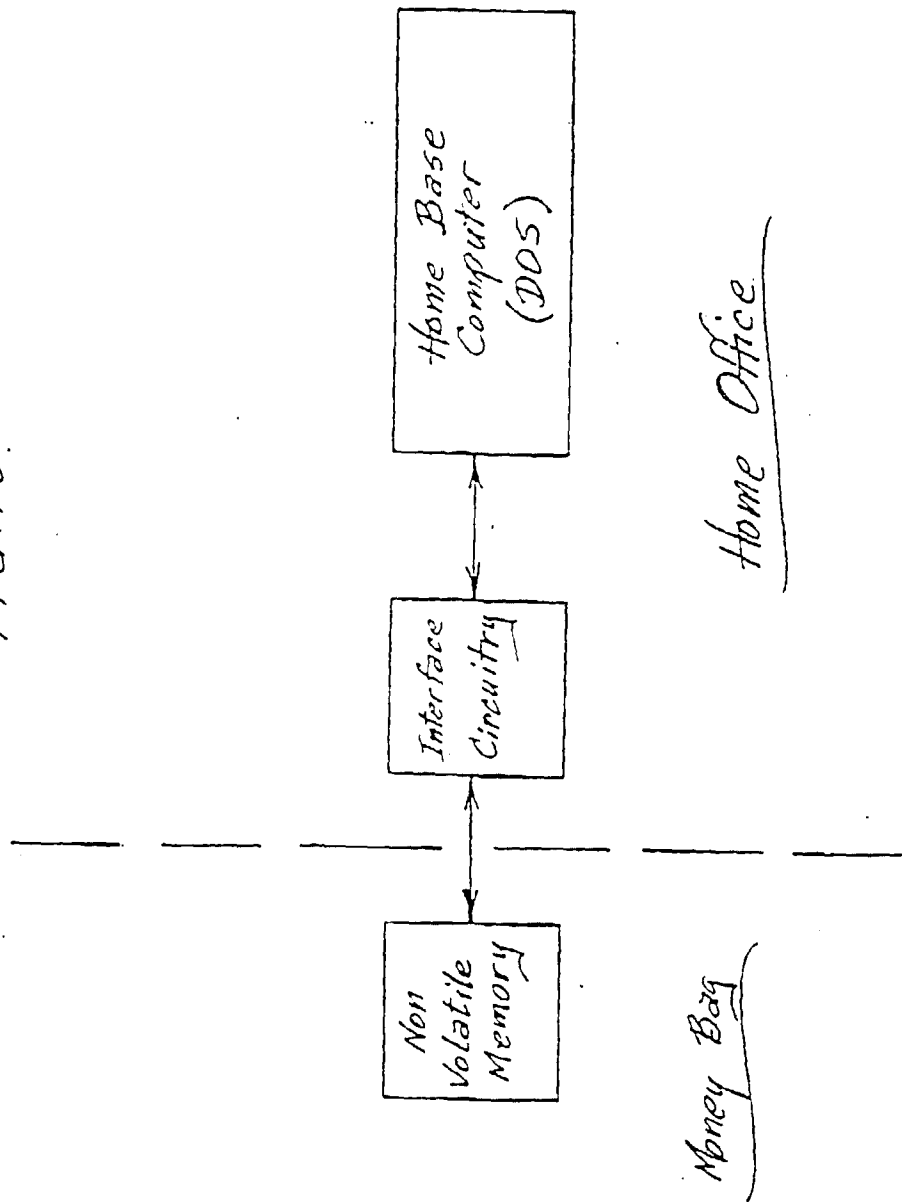 Non
Volatile
Memory
Interface
Circuitry
Home Base
Computer
(DOS)
Money Bag
Home Office